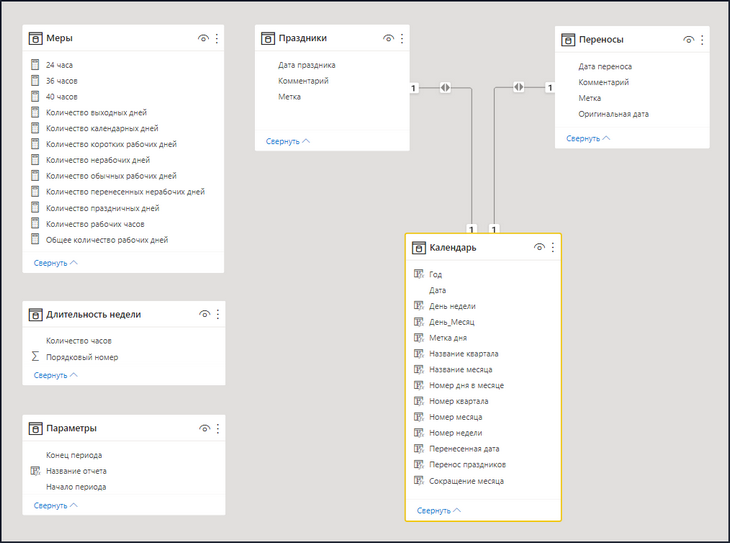 Меры
24 часа
36 часов
40 часов
Количество выходных дней
Количество календарных дней
Количество коротких рабочих дней
Количество нерабочих дней
Количество обычных рабочих дней
Количество перенесенных нерабочих дней
Количество праздничных дней
Количество рабочих часов
Общее количество рабочих дней
Свернуть
Праздники
Дата праздника
Комментарий
Метка
Свернуть
1
1
Переносы
Дата переноса
Комментарий
Метка
Оригинальная дата
Свернуть
1
1
Длительность недели
Количество часов
Σ Порядковый номер
Свернуть
Параметры
Конец периода
Название отчета
Начало периода
Свернуть
Календарь
Год
Дата
День недели
День_Месяц
Метка дня
Название квартала
Название месяца
Номер дня в месяце
Номер квартала
Номер месяца
Номер недели
Перенесенная дата
Перенос праздников
Сокращение месяца
Свернуть